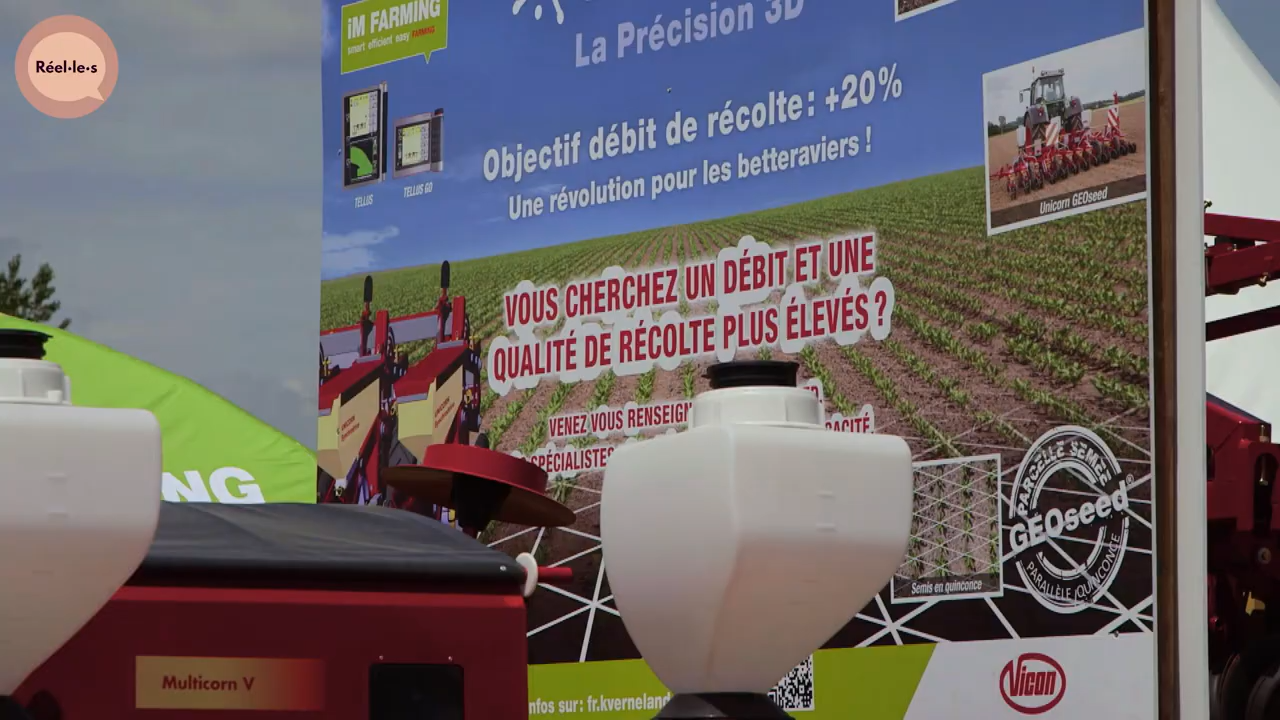 Réel·le·s
iM FARMING
smart efficient easy FARMING
La Précision 3D
TELLUS
TELLUS GO
Objectif débit de récolte : +20%
Une révolution pour les betteraviers !
Unicorn GEOseed
VOUS CHERCHEZ UN DÉBIT ET UNE
QUALITÉ DE RÉCOLTE PLUS ÉLEVÉS ?
VENEZ VOUS
SPÉCIALISTES
NG
PARCELLE SEMÉE
GEOseed®
PARALLÈLE QUINCONCE
Semis en quinconce
Multicorn V
infos sur : fr.kverneland
Vicon